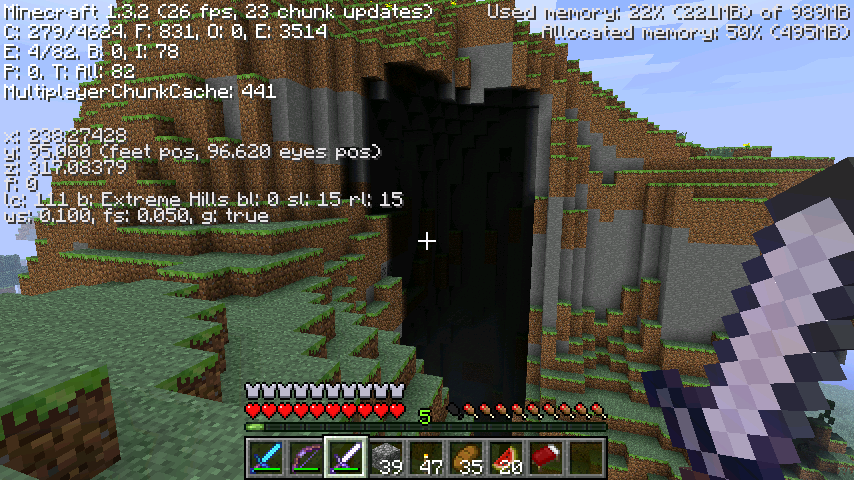 Minecraft 1.3.2 (26 fps, 23 chunk updates)
Used memory: 22% (221MB) of 989MB
C: 279/4624, F: 831, O: 0, E: 3514
Allocated memory: 50% (495MB)
E: 4/82, B: 0, I: 78
P: 0, T: All: 82
MultiplayerChunkCache: 441
x: 238.27428
y: 95.000 (feet pos, 96.620 eyes pos)
z: 317.08379
f: 0
lc: 111 b: Extreme Hills bl: 0 sl: 15 rl: 15
ws: 0.100, fs: 0.050, g: true
5
39 47 35 20